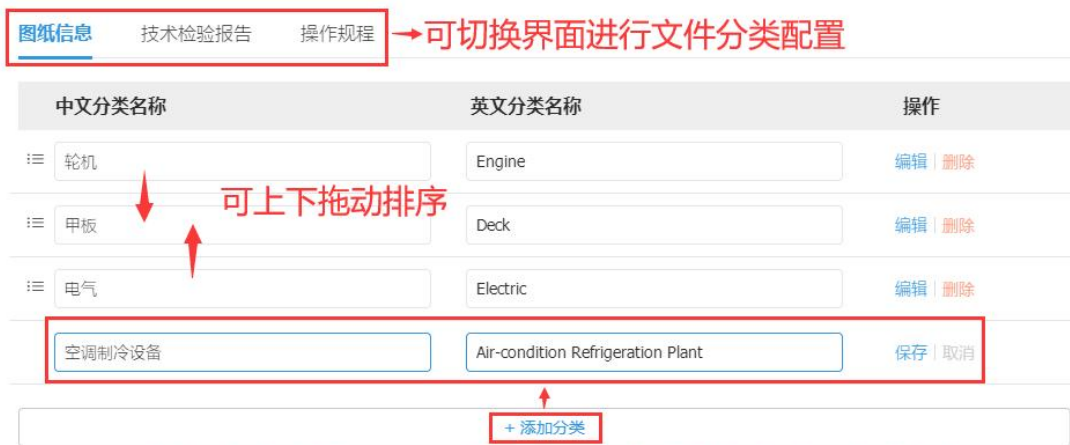 图纸信息 技术检验报告 操作规程 →可切换界面进行文件分类配置
中文分类名称 英文分类名称 操作
轮机 Engine 编辑 | 删除
可上下拖动排序
甲板 Deck 编辑 | 删除
电气 Electric 编辑 | 删除
空调制冷设备 Air-condition Refrigeration Plant 保存 | 取消
+ 添加分类